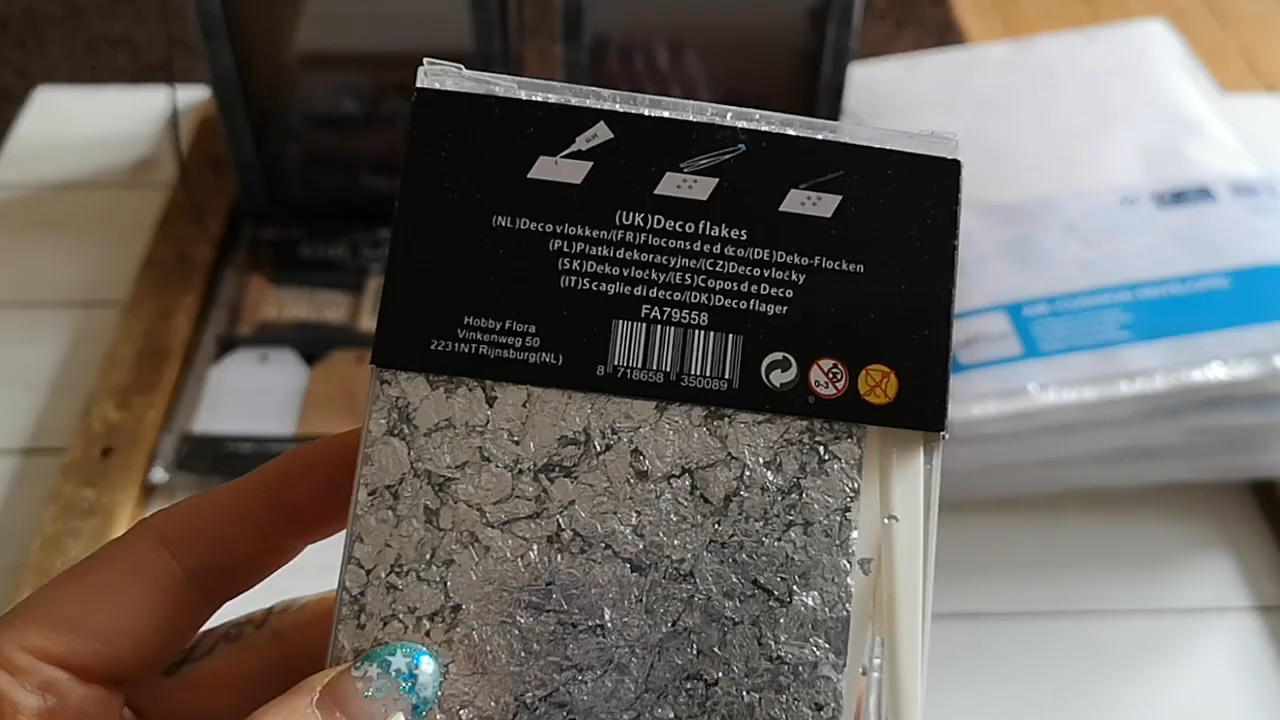 (UK)Deco flakes
(NL)Deco vlokken/(FR)Flocons de d éco/(DE)Deko-Flocken
(PL)Płatki dekoracyjne/(CZ)Deco vločky
(SK)Deko vločky/(ES)Copos de Deco
(IT)Scaglie di deco/(DK)Deco flager
FA79558
Hobby Flora
Vinkenweg 50
2231NT Rijnsburg(NL)
8 718658 350089
0-3